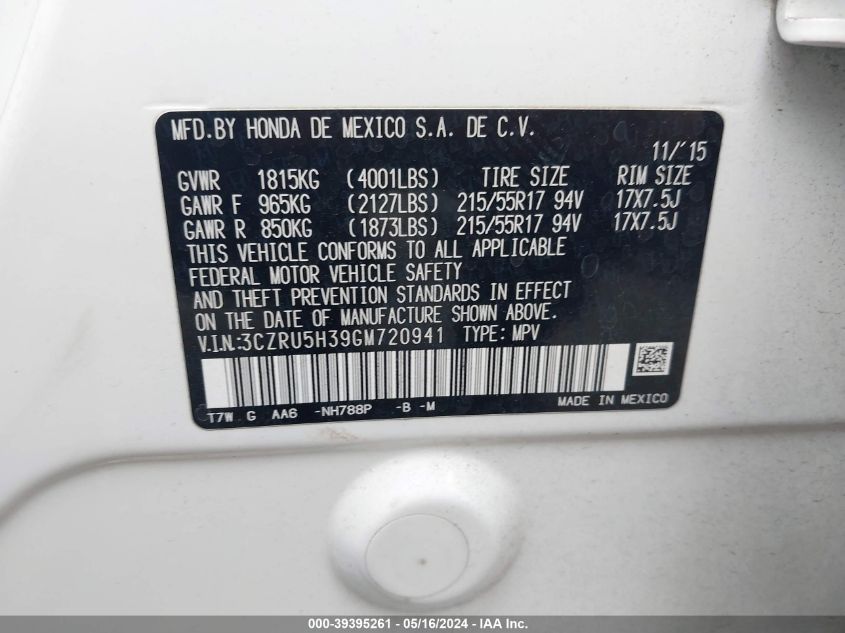 MFD.BY HONDA DE MEXICO S.A. DE C.V.
11/'15
GVWR 1815KG (4001LBS) TIRE SIZE RIM SIZE
GAWR F 965KG (2127LBS) 215/55R17 94V 17X7.5J
GAWR R 850KG (1873LBS) 215/55R17 94V 17X7.5J
THIS VEHICLE CONFORMS TO ALL APPLICABLE
FEDERAL MOTOR VEHICLE SAFETY
AND THEFT PREVENTION STANDARDS IN EFFECT
ON THE DATE OF MANUFACTURE SHOWN ABOVE.
V.I.N.:3CZRU5H39GM720941 TYPE: MPV
T7W G AA6 -NH788P -B -M MADE IN MEXICO
000-39395261 - 05/16/2024 - IAA Inc.